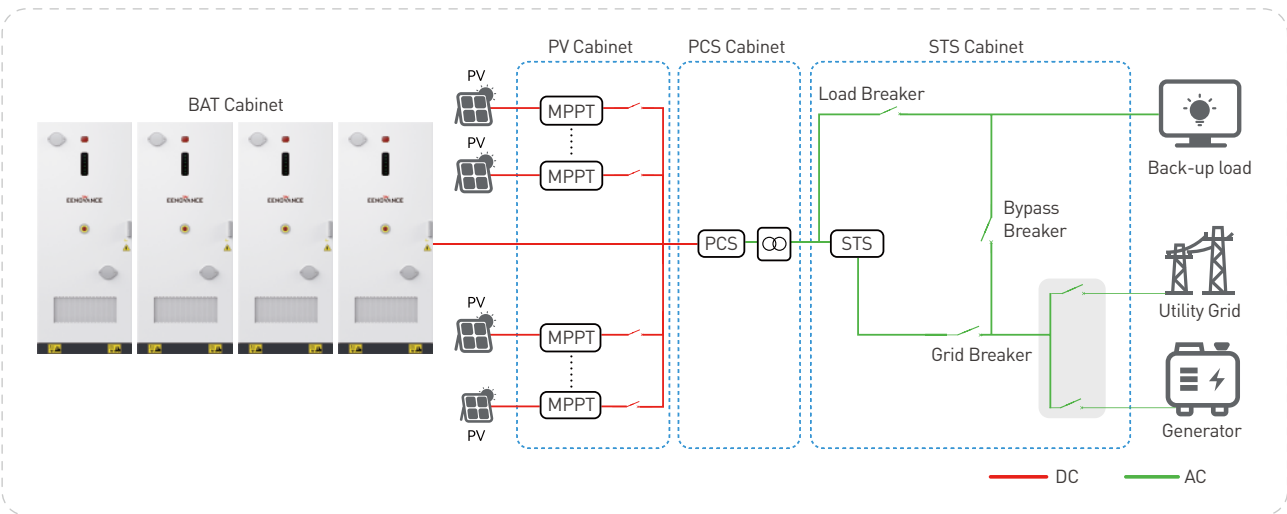 PV Cabinet
PCS Cabinet
STS Cabinet
BAT Cabinet
PV
MPPT
PV
MPPT
Load Breaker
Back-up load
EENOVANCE
EENOVANCE
EENOVANCE
EENOVANCE
Bypass
Breaker
PCS
STS
Utility Grid
PV
MPPT
Grid Breaker
MPPT
PV
Generator
DC
AC